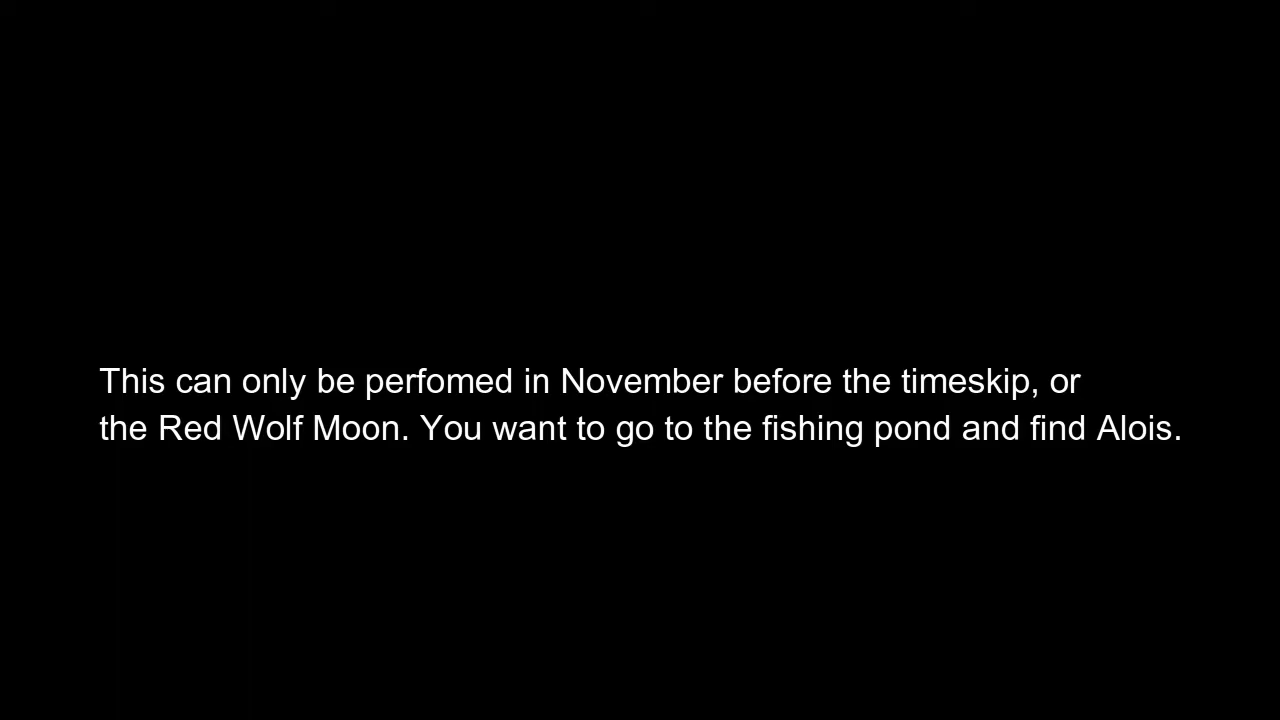 This can only be perfomed in November before the timeskip, or
the Red Wolf Moon. You want to go to the fishing pond and find Alois.